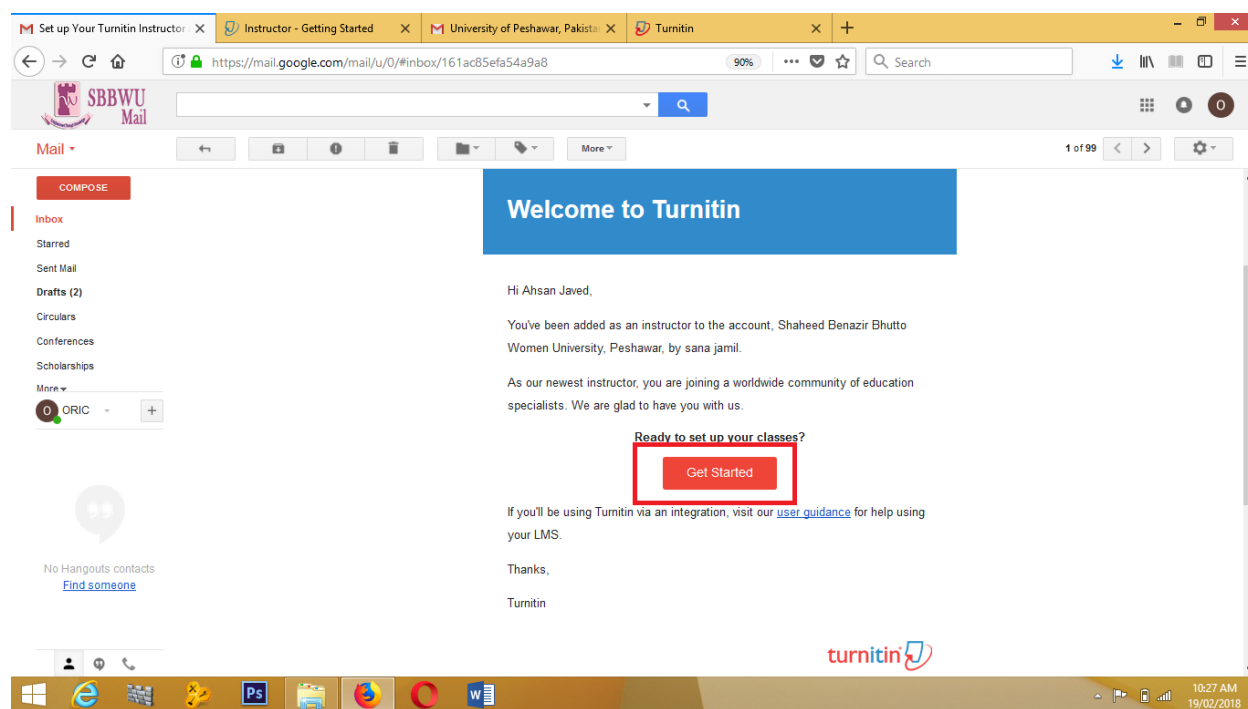 Set up Your Turnitin Instructor
Instructor - Getting Started
University of Peshawar, Pakista
Turnitin
https://mail.google.com/mail/u/0/#inbox/161ac85efa54a9a8
90%
Search
SBBWU
Mail
O
Mail
More
1 of 99
COMPOSE
Inbox
Starred
Sent Mail
Drafts (2)
Circulars
Conferences
Scholarships
More
O ORIC
+
No Hangouts contacts
Find someone
Welcome to Turnitin
Hi Ahsan Javed,
You've been added as an instructor to the account, Shaheed Benazir Bhutto
Women University, Peshawar, by sana jamil.
As our newest instructor, you are joining a worldwide community of education
specialists. We are glad to have you with us.
Ready to set up your classes?
Get Started
If you'll be using Turnitin via an integration, visit our user guidance for help using
your LMS.
Thanks,
Turnitin
turnitin
Ps
10:27 AM
19/02/2018